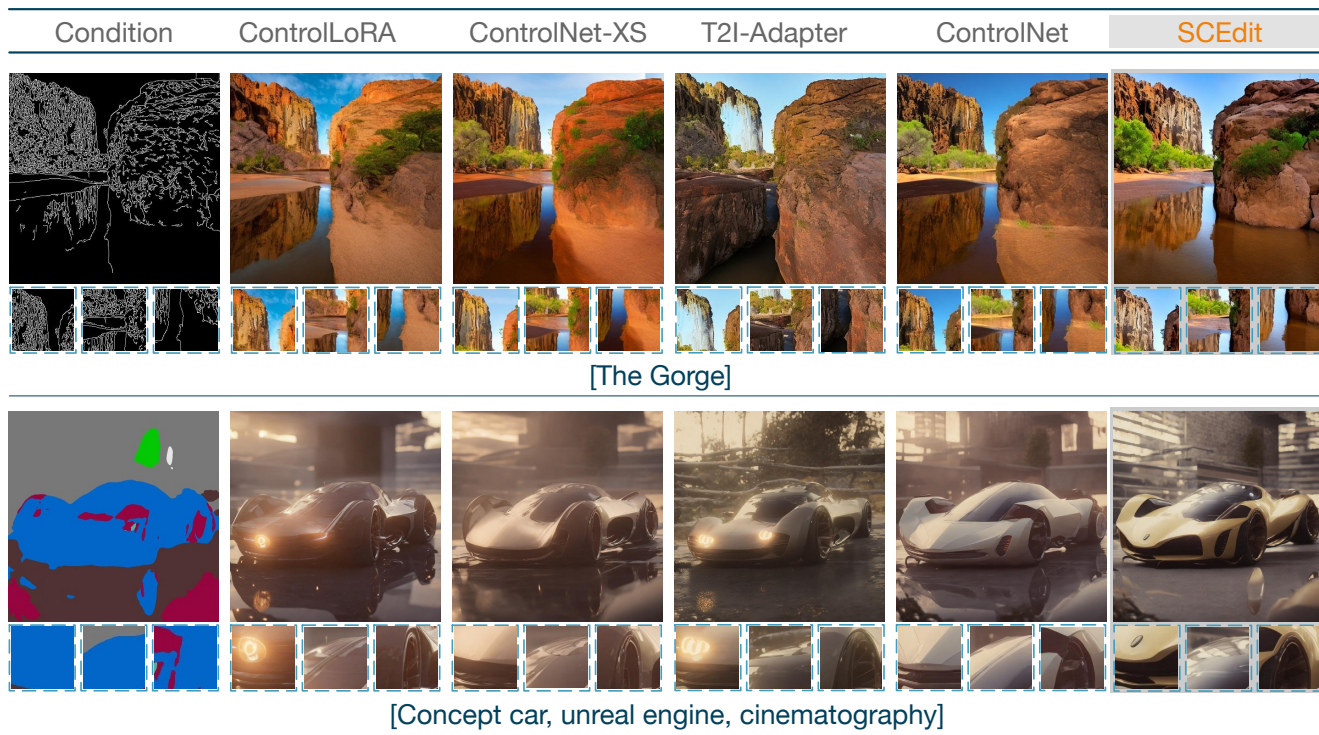 Condition ControlLoRA ControlNet-XS T2I-Adapter ControlNet SCEdit
[The Gorge]
[Concept car, unreal engine, cinematography]